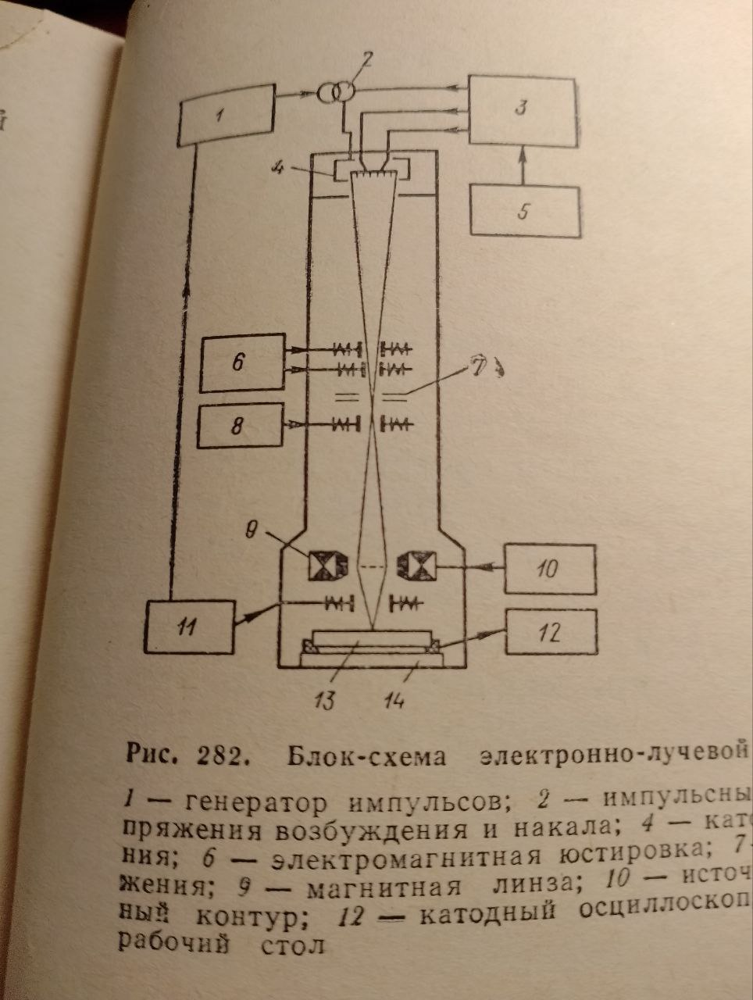 й
2
1
3
4
5
6
7
8
9
10
11
12
13
14
Рис. 282. Блок-схема электронно-лучевой
1 — генератор импульсов; 2 — импульсны
пряжения возбуждения и накала; 4 — кат
ния; 6 — электромагнитная юстировка; 7
жения; 9 — магнитная линза; 10 — источ
ный контур; 12 — катодный осциллоскоп
рабочий стол